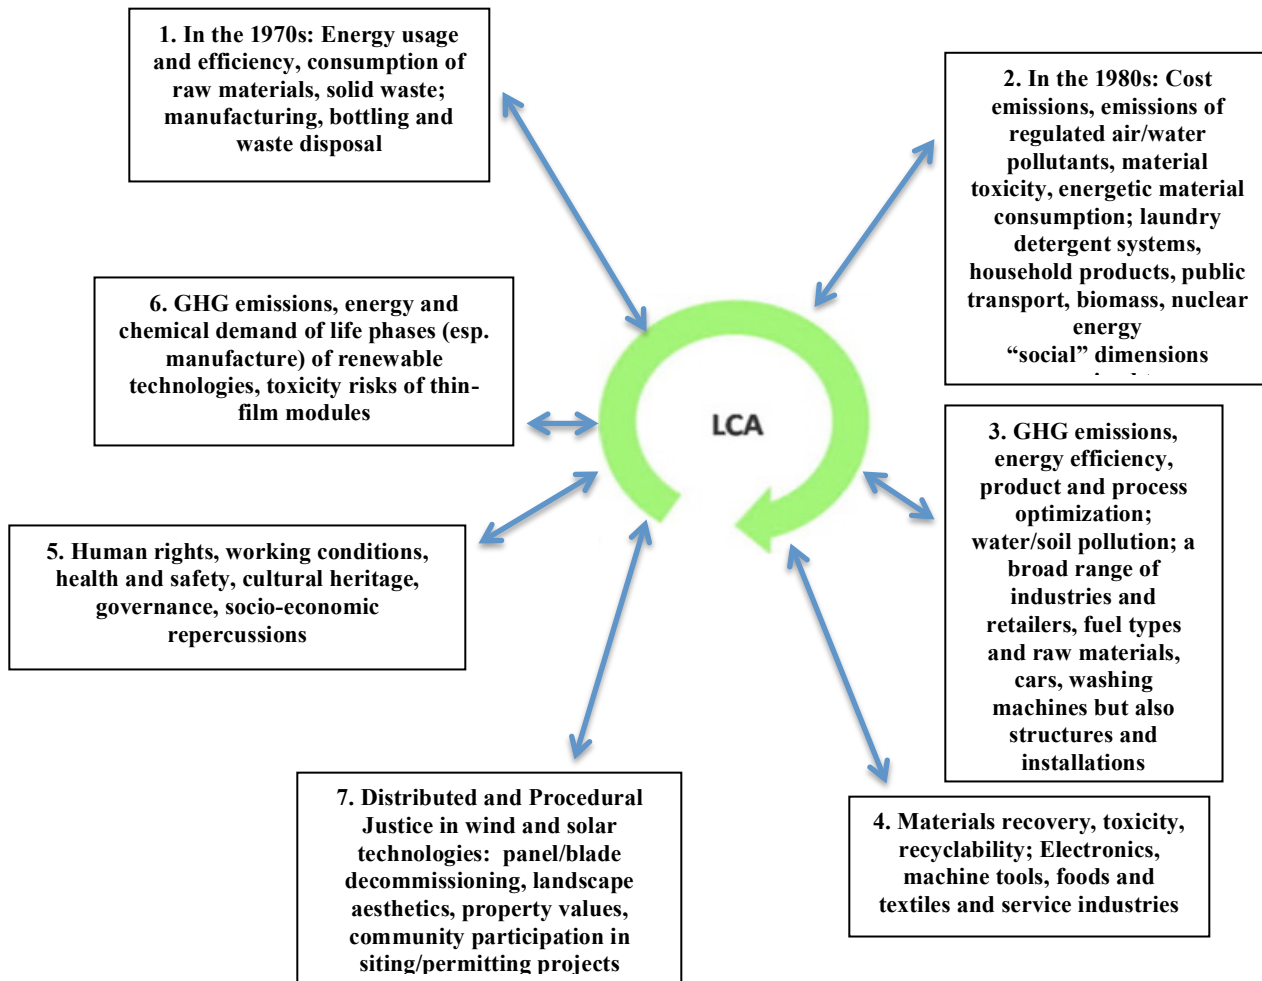 1. In the 1970s: Energy usage
and efficiency, consumption of
raw materials, solid waste;
manufacturing, bottling and
waste disposal
2. In the 1980s: Cost
emissions, emissions of
regulated air/water
pollutants, material
toxicity, energetic material
consumption; laundry
detergent systems,
household products, public
transport, biomass, nuclear
energy
“social” dimensions
3. GHG emissions,
energy efficiency,
product and process
optimization;
water/soil pollution; a
broad range of
industries and
retailers, fuel types
and raw materials,
cars, washing
machines but also
structures and
installations
4. Materials recovery, toxicity,
recyclability; Electronics,
machine tools, foods and
textiles and service industries
5. Human rights, working conditions,
health and safety, cultural heritage,
governance, socio-economic
repercussions
6. GHG emissions, energy and
chemical demand of life phases (esp.
manufacture) of renewable
technologies, toxicity risks of thin-
film modules
7. Distributed and Procedural
Justice in wind and solar
technologies: panel/blade
decommissioning, landscape
aesthetics, property values,
community participation in
siting/permitting projects
LCA